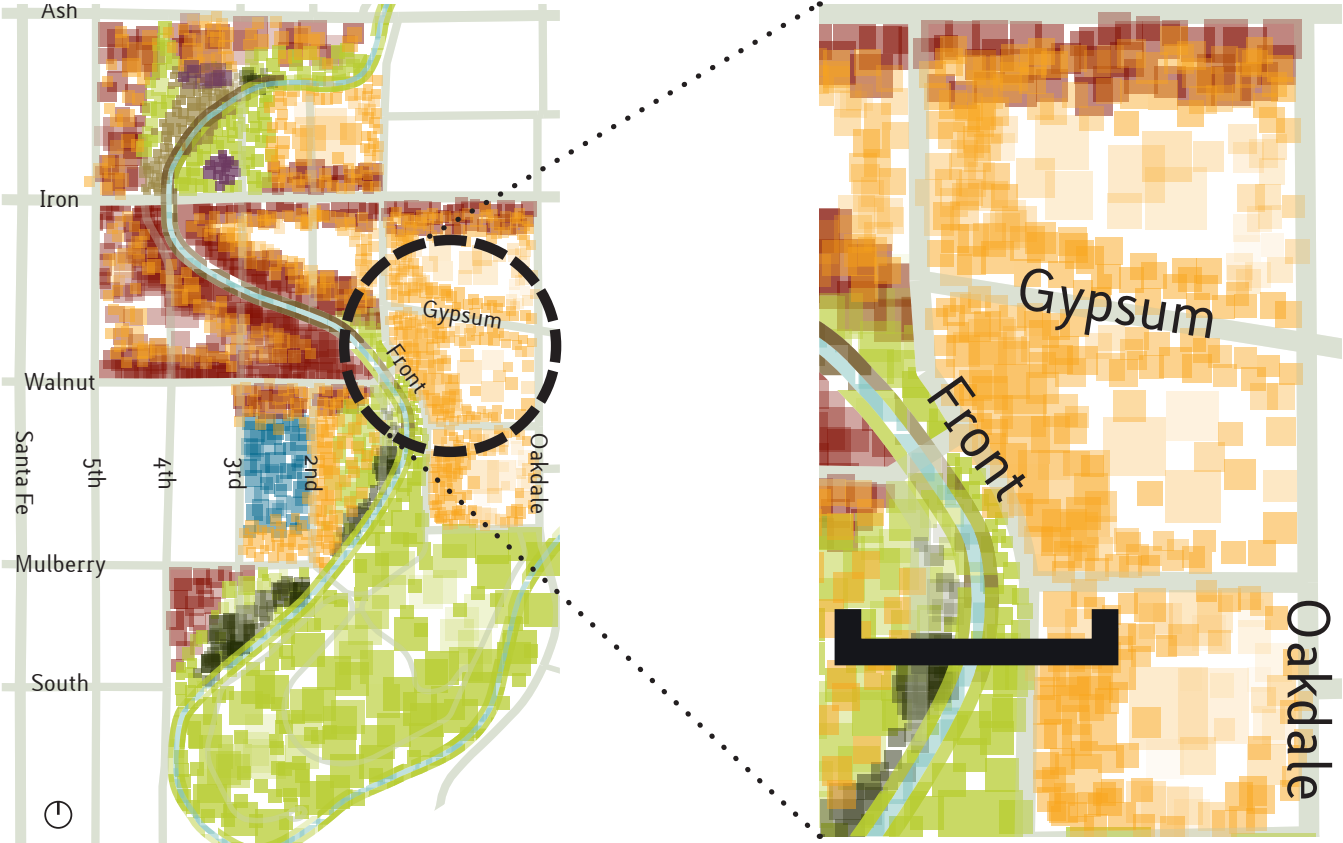 Ash
Iron
Gypsum
Front
Walnut
Santa Fe
5th
4th
3rd
2nd
Oakdale
Mulberry
South
Gypsum
Front
Oakdale